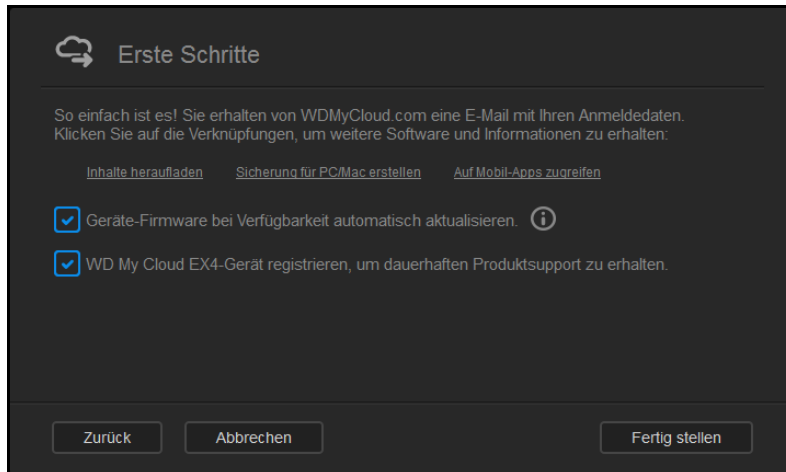 Erste Schritte
So einfach ist es! Sie erhalten von WDMyCloud.com eine E-Mail mit Ihren Anmeldedaten.
Klicken Sie auf die Verknüpfungen, um weitere Software und Informationen zu erhalten:
Inhalte heraufladen Sicherung für PC/Mac erstellen Auf Mobil-Apps zugreifen
Geräte-Firmware bei Verfügbarkeit automatisch aktualisieren.
WD My Cloud EX4-Gerät registrieren, um dauerhaften Produktsupport zu erhalten.
Zurück Abbrechen Fertig stellen